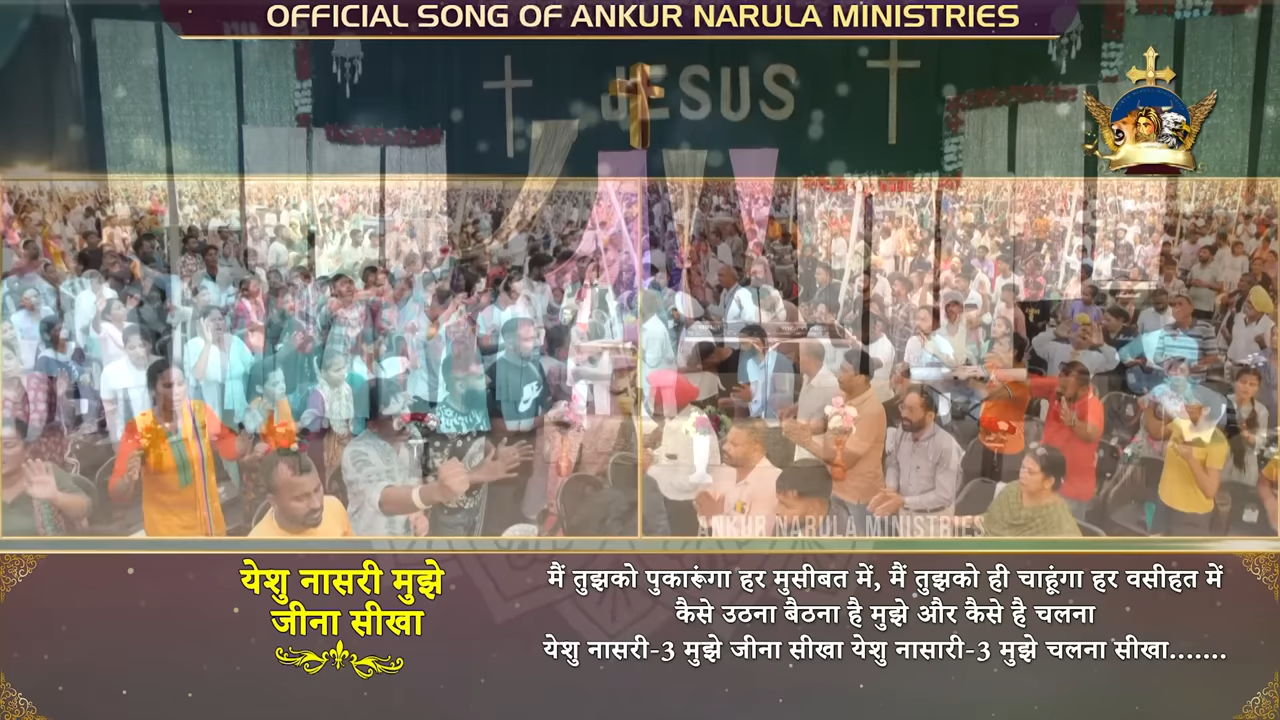 OFFICIAL SONG OF ANKUR NARULA MINISTRIES
JESUS
ANKUR NARULA MINISTRIES
येशु नासरी मुझे
जीना सीखा
मैं तुझको पुकारूंगा हर मुसीबत में, मैं तुझको ही चाहूंगा हर वसीहत में
कैसे उठना बैठना है मुझे और कैसे है चलना
येशु नासरी-3 मुझे जीना सीखा येशु नासारी-3 मुझे चलना सीखा.......